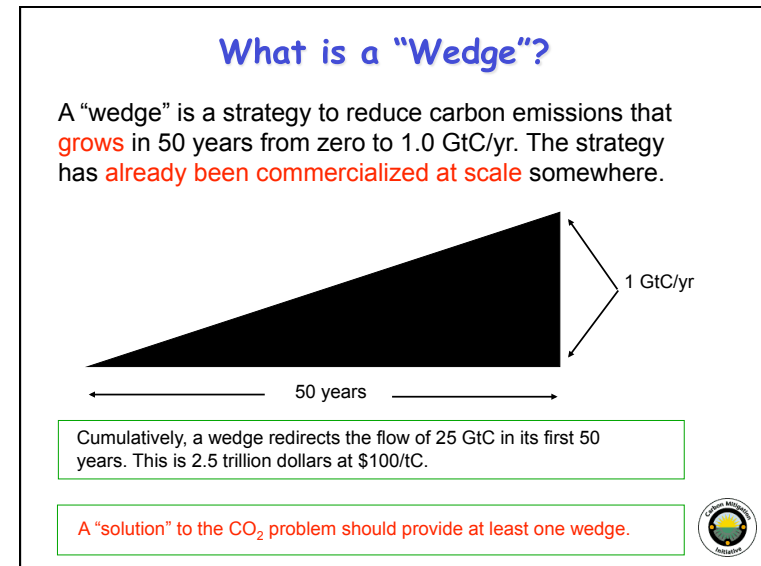 What is a “Wedge”?
A “wedge” is a strategy to reduce carbon emissions that
grows in 50 years from zero to 1.0 GtC/yr. The strategy
has already been commercialized at scale somewhere.
1 GtC/yr
50 years
Cumulatively, a wedge redirects the flow of 25 GtC in its first 50
years. This is 2.5 trillion dollars at $100/tC.
A “solution” to the CO₂ problem should provide at least one wedge.
Carbon Mitigation
Initiative